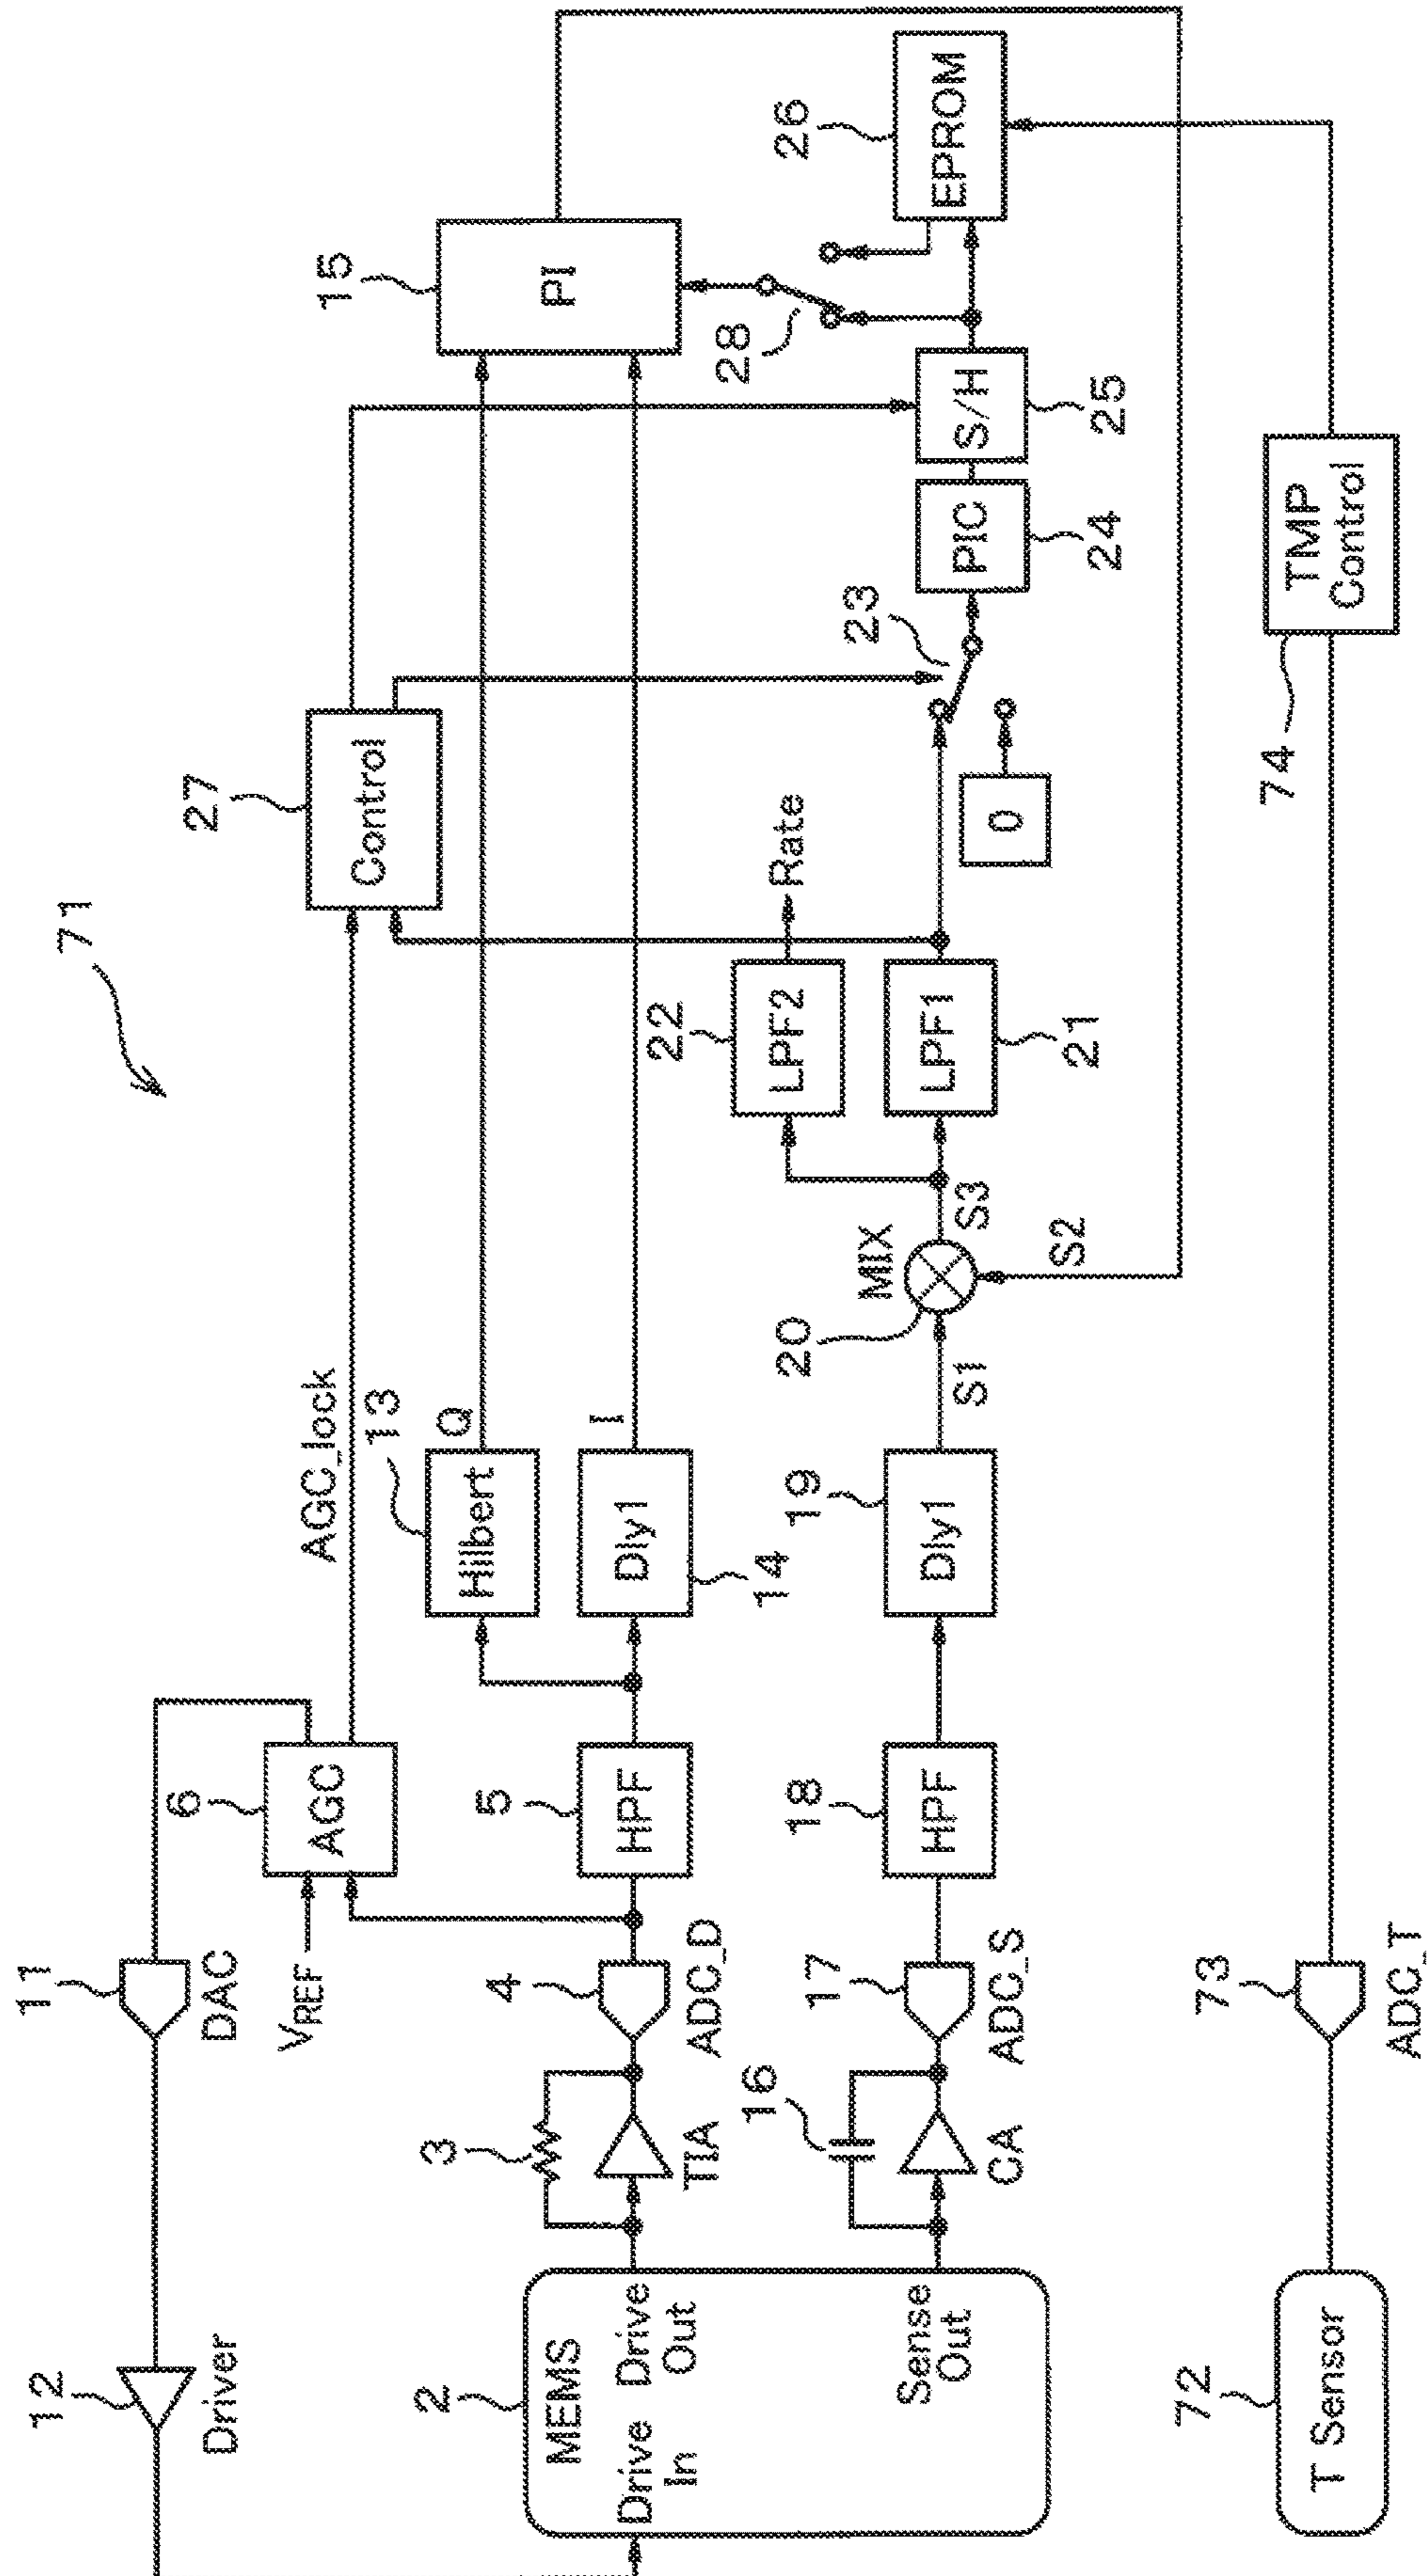 71
12
Driver
11
DAC
6
AGC
VREF
AGC_lock
27
Control
15
PI
2
MEMS
Drive
In
Drive
Out
Sense
Out
3
TIA
4
ADC_D
5
HPF
13
Hilbert
Q
Dly1
14
I
16
CA
17
ADC_S
18
HPF
19
Dly1
S1
20
MIX
S2
S3
22
LPF2
Rate
LPF1
21
0
23
PIC
24
S/H
25
28
26
EPROM
72
T Sensor
73
ADC_T
74
TMP
Control